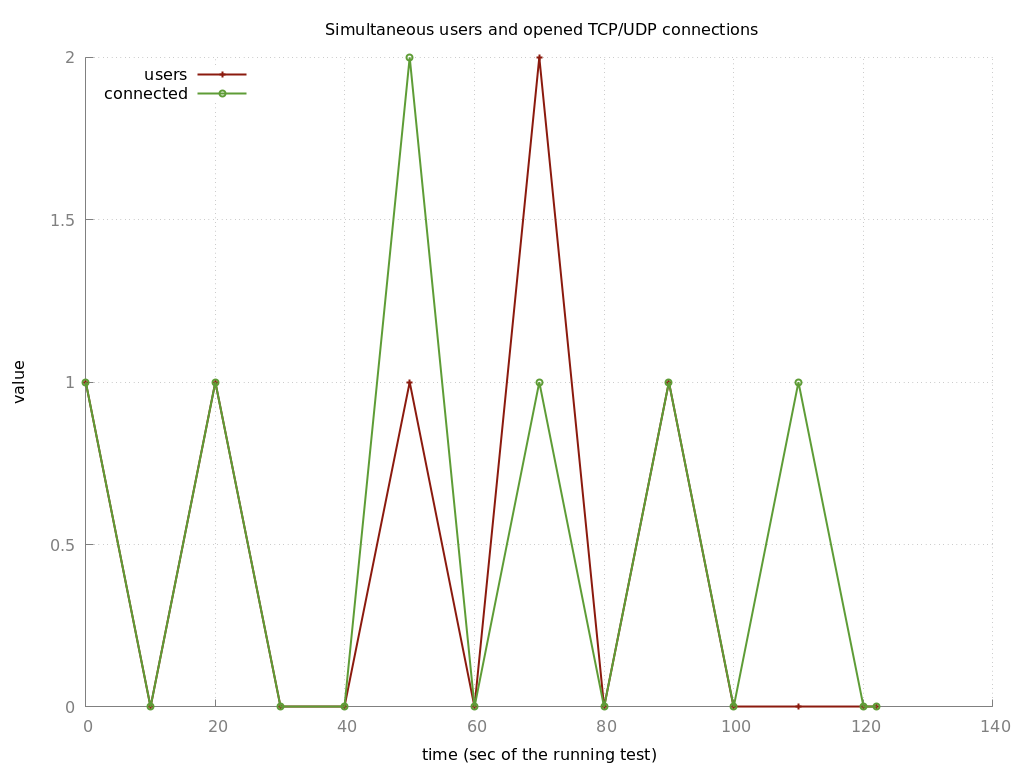 Simultaneous users and opened TCP/UDP connections
users
connected
2
1.5
1
0.5
0
value
0 20 40 60 80 100 120 140
time (sec of the running test)